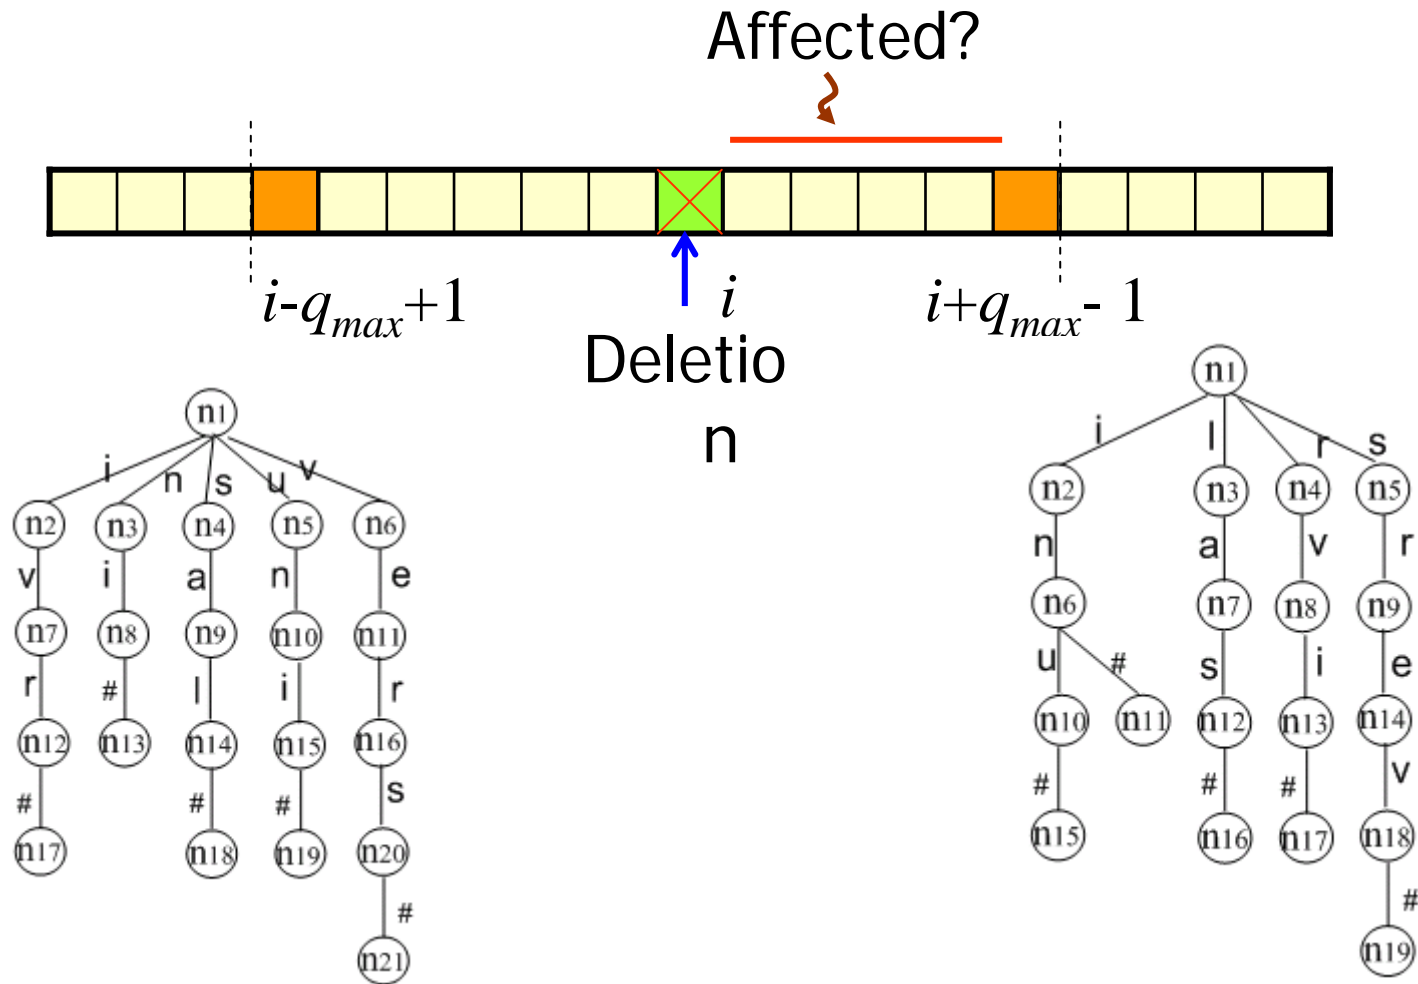 Affected?
i-qmax+1
i
i+qmax- 1
Deletio
n
n1
i n s u v
n2 n3 n4 n5 n6
v i a n e
n7 n8 n9 n10 n11
r # l i r
n12 n13 n14 n15 n16
# # # s
n17 n18 n19 n20
#
n21
n1
i l r s
n2 n3 n4 n5
n a v r
n6 n7 n8 n9
u # s i e
n10 n11 n12 n13 n14
# # # v
n15 n16 n17 n18
#
n19